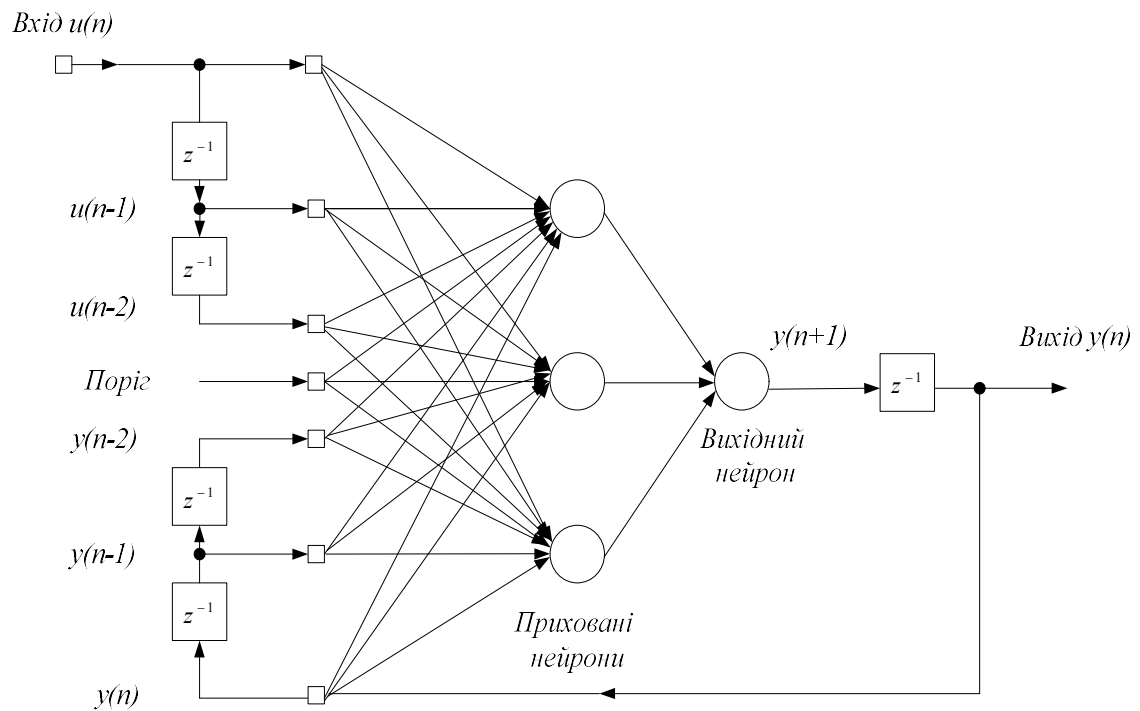 Вхід u(n)
z⁻¹
u(n-1)
z⁻¹
u(n-2)
Поріг
y(n-2)
z⁻¹
y(n-1)
z⁻¹
y(n)
Приховані
нейрони
Вихідний
нейрон
y(n+1)
z⁻¹
Вихід y(n)